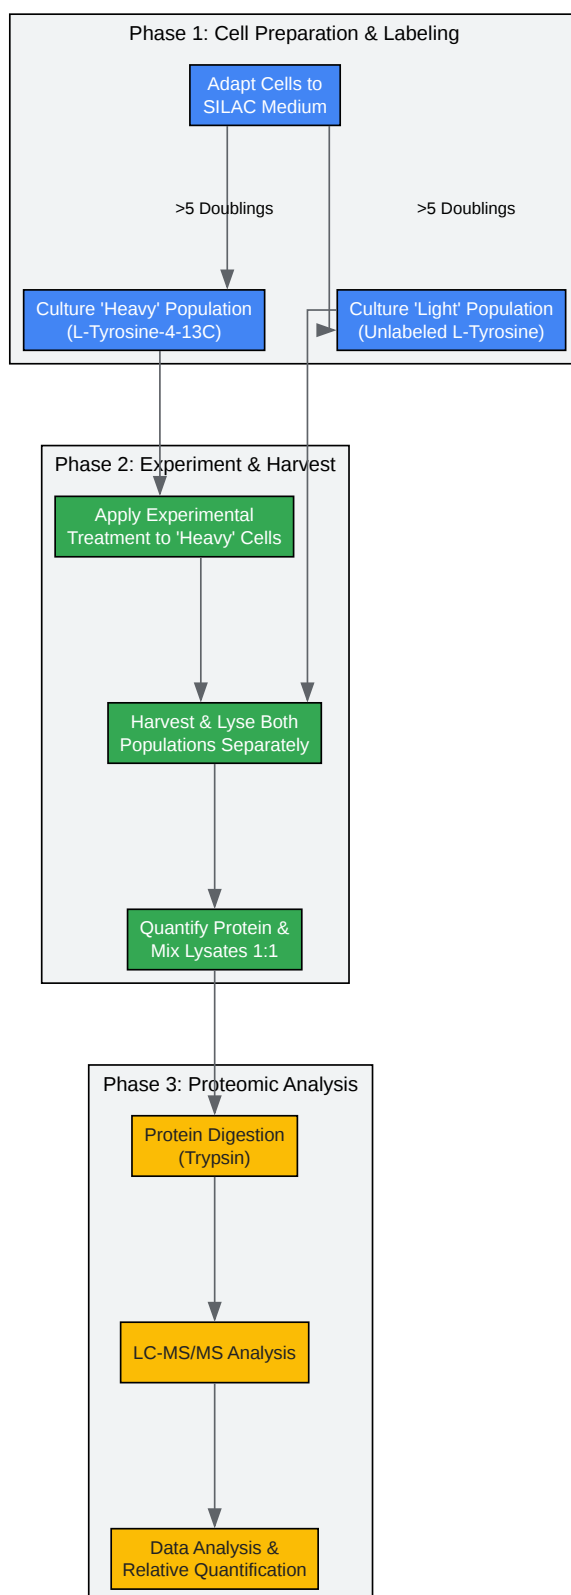 Phase 1: Cell Preparation & Labeling
Adapt Cells to
SILAC Medium
>5 Doublings
>5 Doublings
Culture 'Heavy' Population
(L-Tyrosine-4-13C)
Culture 'Light' Population
(Unlabeled L-Tyrosine)
Phase 2: Experiment & Harvest
Apply Experimental
Treatment to 'Heavy' Cells
Harvest & Lyse Both
Populations Separately
Quantify Protein &
Mix Lysates 1:1
Phase 3: Proteomic Analysis
Protein Digestion
(Trypsin)
LC-MS/MS Analysis
Data Analysis &
Relative Quantification